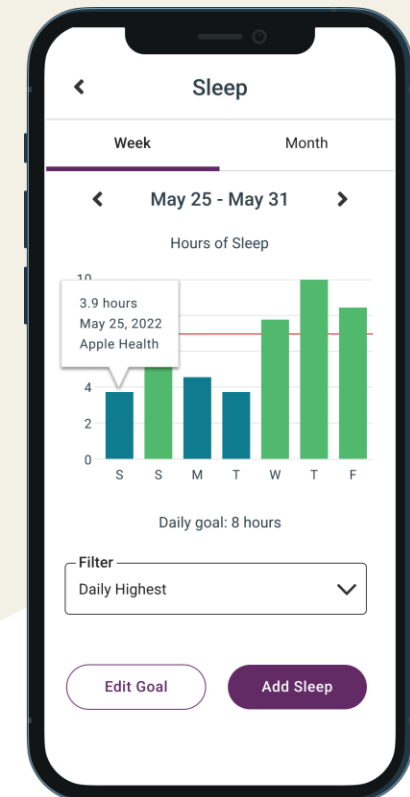 Sleep
Week
Month
May 25 - May 31
Hours of Sleep
10
3.9 hours
May 25, 2022
Apple Health
4
2
0
S S M T W T F
Daily goal: 8 hours
Filter
Daily Highest
Edit Goal
Add Sleep